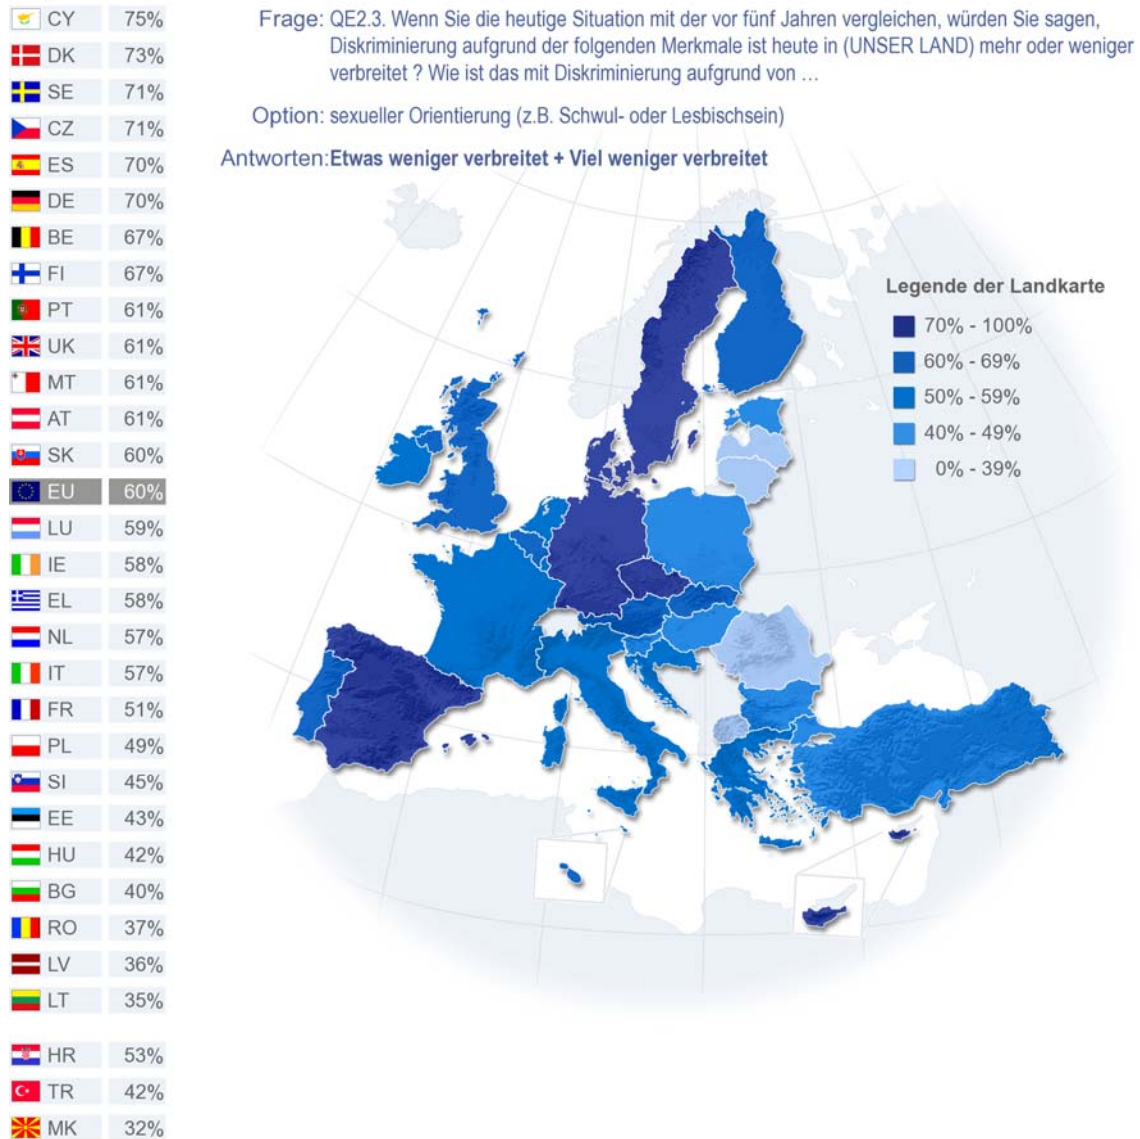 Frage: QE2.3. Wenn Sie die heutige Situation mit der vor fünf Jahren vergleichen, würden Sie sagen,
Diskriminierung aufgrund der folgenden Merkmale ist heute in (UNSER LAND) mehr oder weniger
verbreitet ? Wie ist das mit Diskriminierung aufgrund von ...
Option: sexueller Orientierung (z.B. Schwul- oder Lesbischsein)
Antworten:Etwas weniger verbreitet + Viel weniger verbreitet
CY 75%
DK 73%
SE 71%
CZ 71%
ES 70%
DE 70%
BE 67%
FI 67%
PT 61%
UK 61%
MT 61%
AT 61%
SK 60%
EU 60%
LU 59%
IE 58%
EL 58%
NL 57%
IT 57%
FR 51%
PL 49%
SI 45%
EE 43%
HU 42%
BG 40%
RO 37%
LV 36%
LT 35%
HR 53%
TR 42%
MK 32%
Legende der Landkarte
70% - 100%
60% - 69%
50% - 59%
40% - 49%
0% - 39%